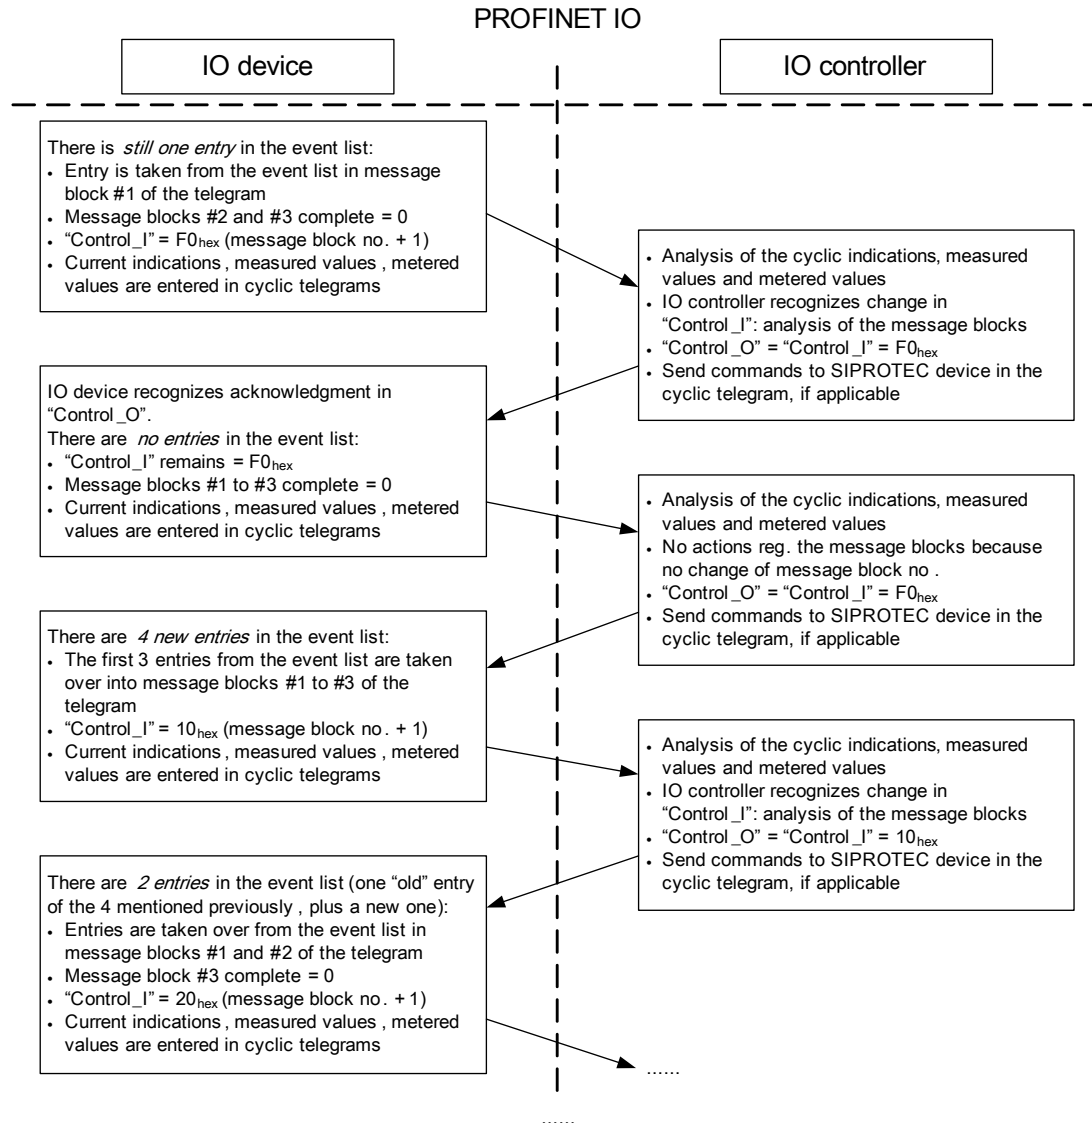 PROFINET IO
IO device
IO controller
There is still one entry in the event list:
• Entry is taken from the event list in message
block #1 of the telegram
• Message blocks #2 and #3 complete = 0
• “Control_I” = F0hex (message block no. + 1)
• Current indications , measured values , metered
values are entered in cyclic telegrams
• Analysis of the cyclic indications, measured
values and metered values
• IO controller recognizes change in
“Control_I”: analysis of the message blocks
• “Control_O” = “Control_I” = F0hex
• Send commands to SIPROTEC device in the
cyclic telegram, if applicable
IO device recognizes acknowledgment in
“Control_O”.
There are no entries in the event list:
• “Control_I” remains = F0hex
• Message blocks #1 to #3 complete = 0
• Current indications , measured values , metered
values are entered in cyclic telegrams
• Analysis of the cyclic indications, measured
values and metered values
• No actions reg. the message blocks because
no change of message block no .
• “Control_O” = “Control_I” = F0hex
• Send commands to SIPROTEC device in the
cyclic telegram, if applicable
There are 4 new entries in the event list:
• The first 3 entries from the event list are taken
over into message blocks #1 to #3 of the
telegram
• “Control_I” = 10hex (message block no. + 1)
• Current indications , measured values , metered
values are entered in cyclic telegrams
• Analysis of the cyclic indications, measured
values and metered values
• IO controller recognizes change in
“Control_I”: analysis of the message blocks
• “Control_O” = “Control_I” = 10hex
• Send commands to SIPROTEC device in the
cyclic telegram, if applicable
There are 2 entries in the event list (one “old” entry
of the 4 mentioned previously , plus a new one):
• Entries are taken over from the event list in
message blocks #1 and #2 of the telegram
• Message block #3 complete = 0
• “Control_I” = 20hex (message block no. + 1)
• Current indications , measured values , metered
values are entered in cyclic telegrams
......
......